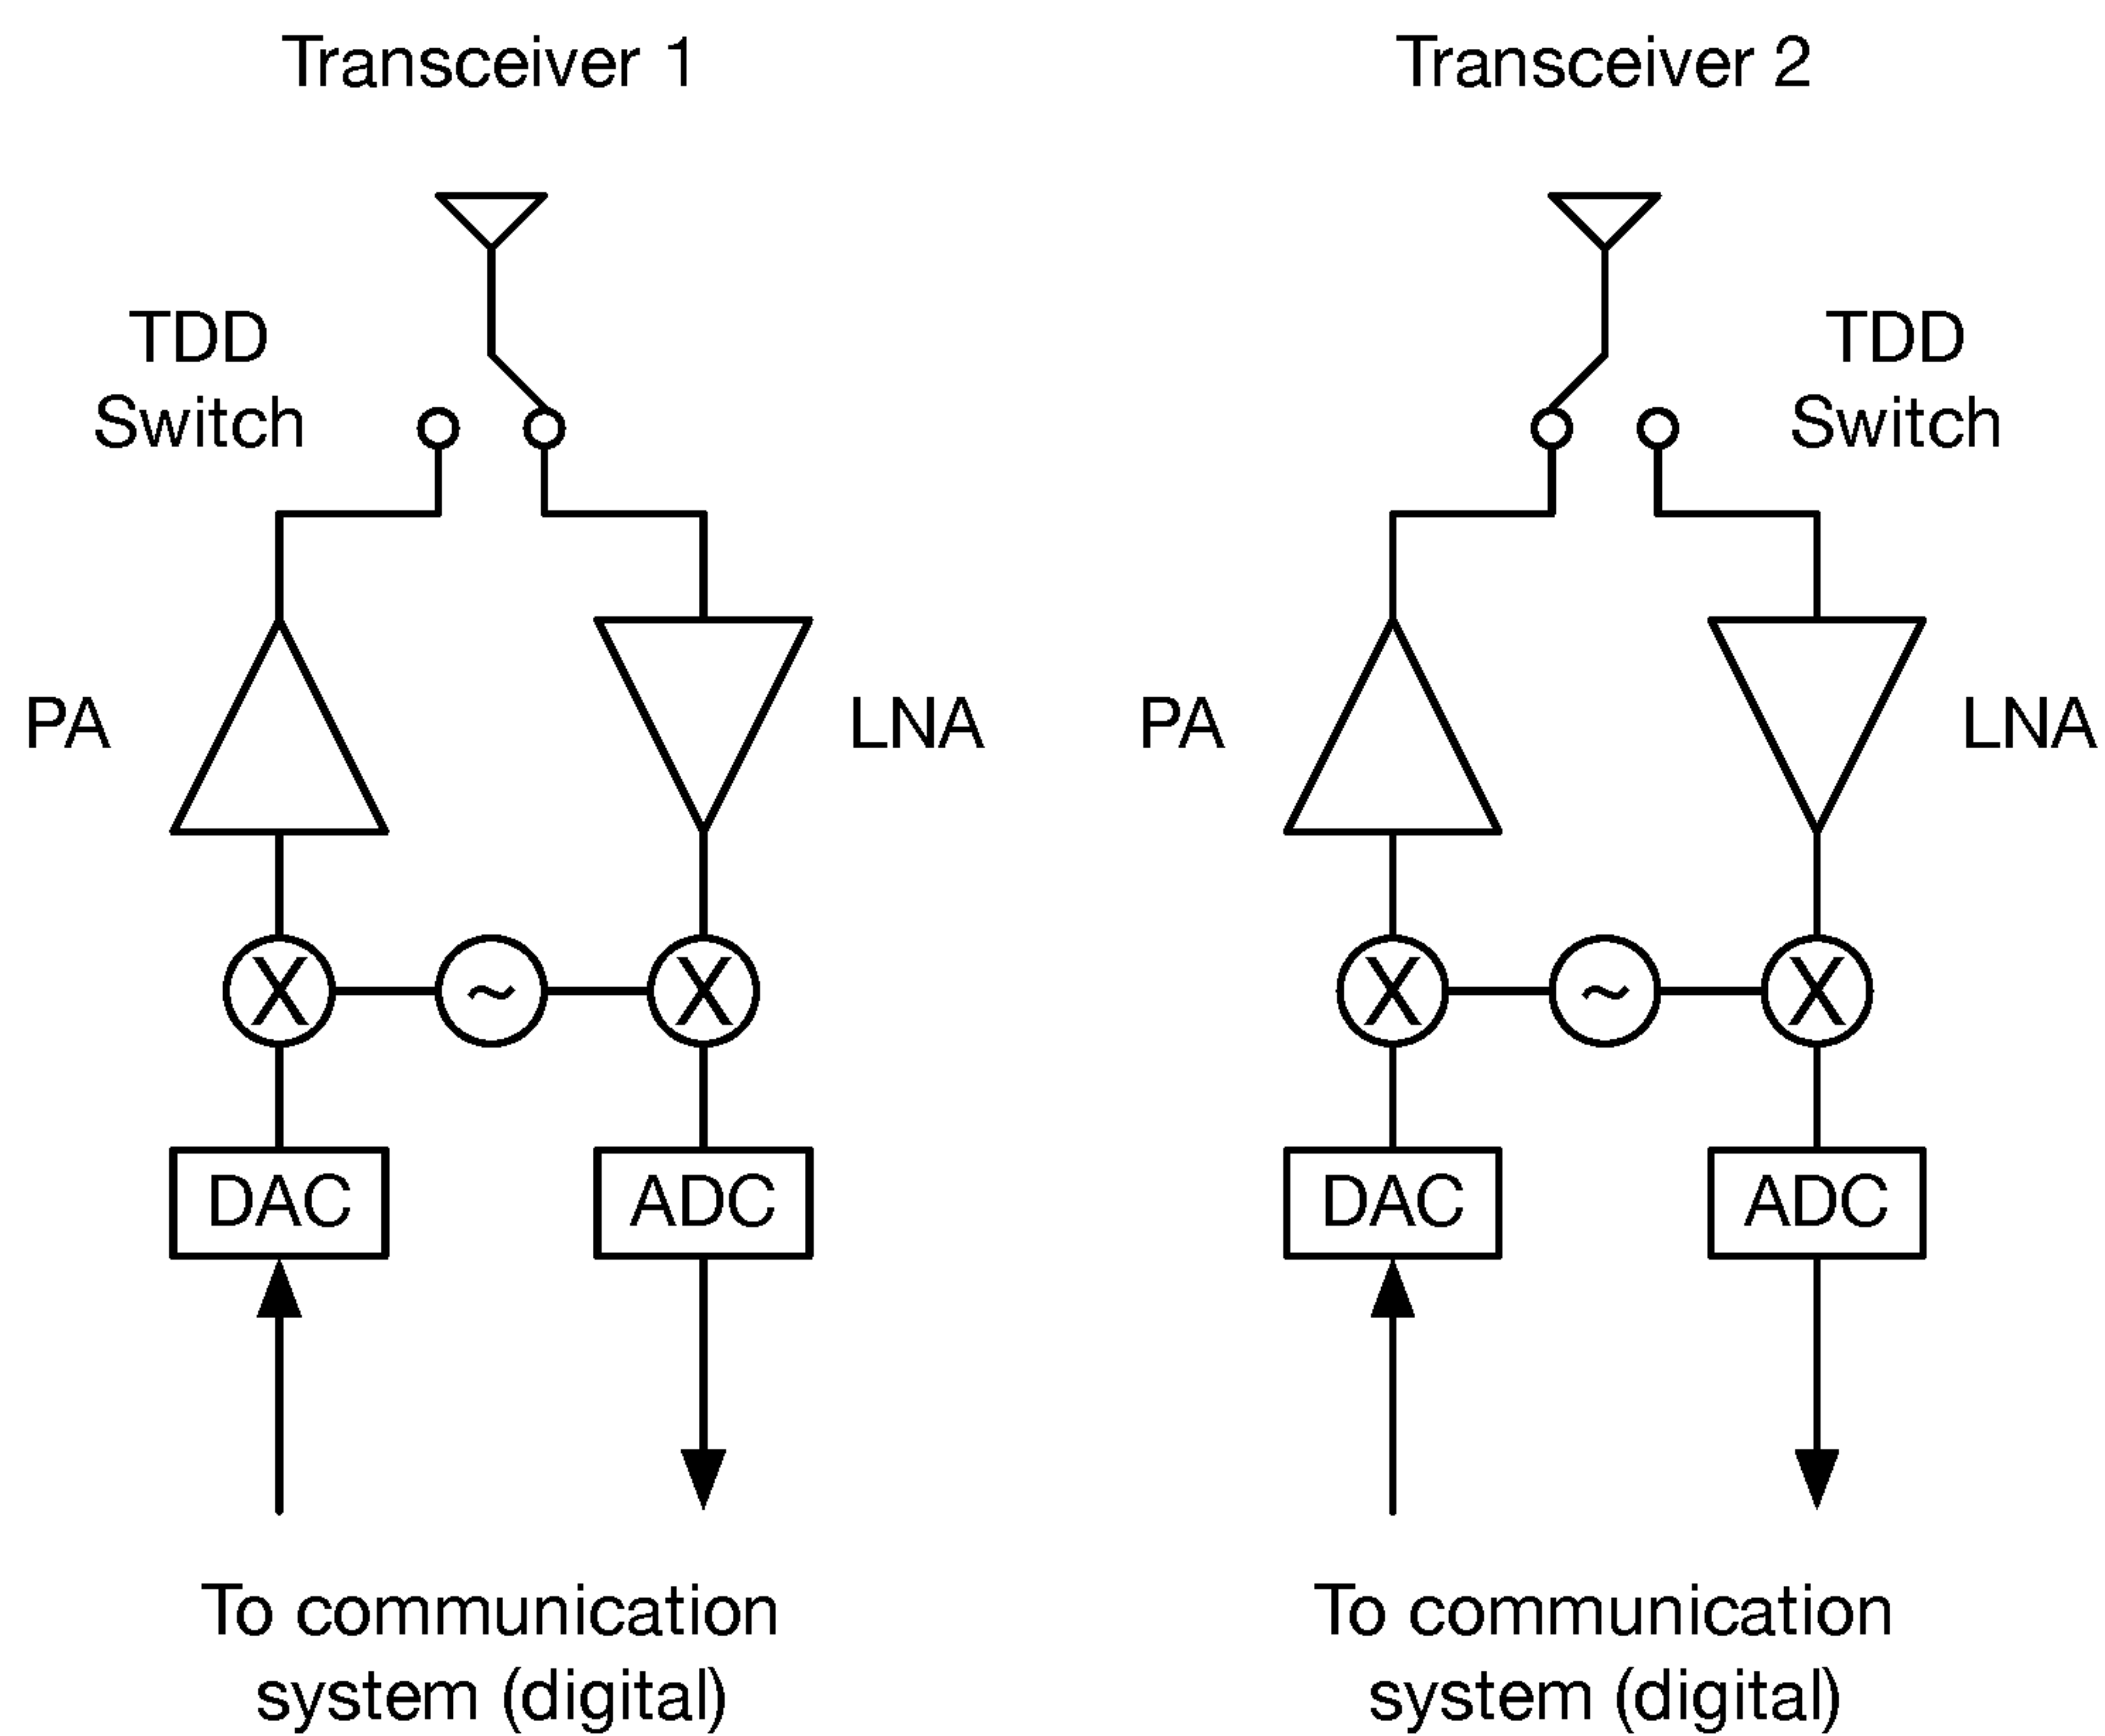 Transceiver 1
TDD
Switch
PA
LNA
X
~
X
DAC
ADC
To communication
system (digital)
Transceiver 2
TDD
Switch
PA
LNA
X
~
X
DAC
ADC
To communication
system (digital)